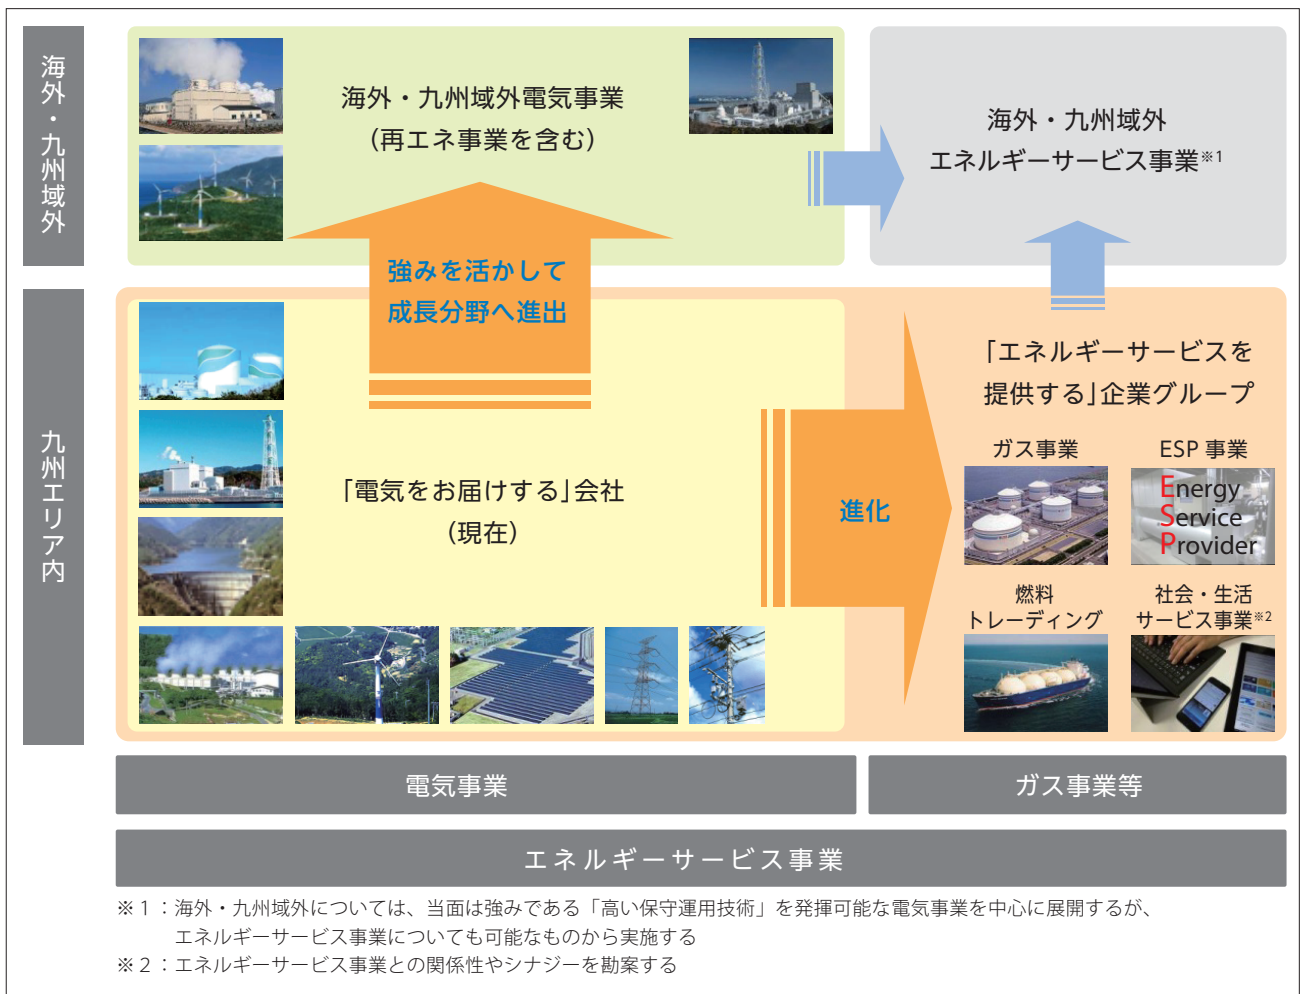 海外・九州域外
海外・九州域外電気事業
（再エネ事業を含む）
海外・九州域外
エネルギーサービス事業※1
強みを活かして
成長分野へ進出
九州エリア内
「電気をお届けする」会社
（現在）
進化
「エネルギーサービスを
提供する」企業グループ
ガス事業
ESP 事業
Energy
Service
Provider
燃料
トレーディング
社会・生活
サービス事業※2
電気事業
ガス事業等
エネルギーサービス事業
※１：海外・九州域外については、当面は強みである「高い保守運用技術」を発揮可能な電気事業を中心に展開するが、
エネルギーサービス事業についても可能なものから実施する
※２：エネルギーサービス事業との関係性やシナジーを勘案する